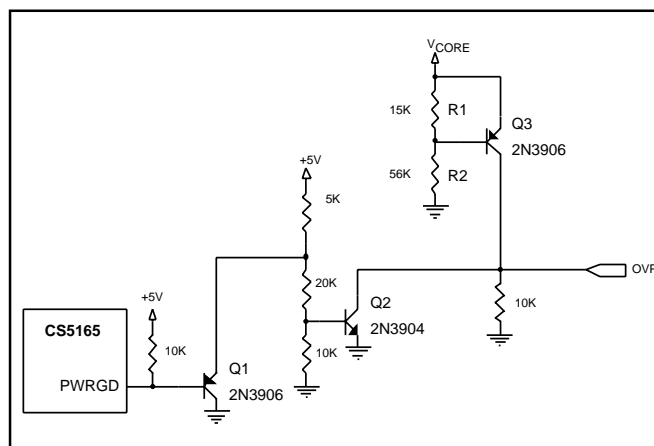 VCORE
15K R1
Q3
2N3906
56K R2
+5V
5K
OVP
20K
Q2
2N3904
10K
+5V
10K
CS5165
10K
Q1
PWRGD
2N3906